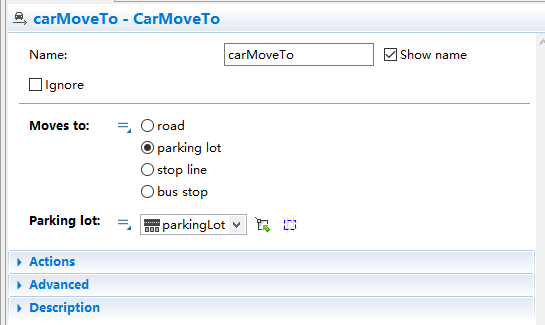 carMoveTo - CarMoveTo
Name: carMoveTo Show name
Ignore
Moves to: road
parking lot
stop line
bus stop
Parking lot: parkingLot
Actions
Advanced
Description